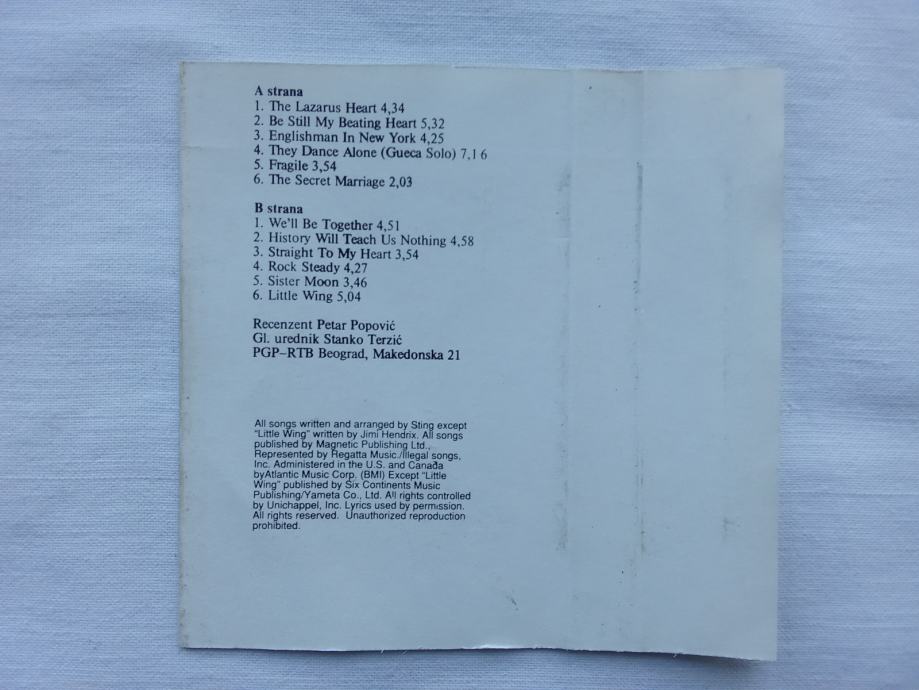 A strana
1. The Lazarus Heart 4,34
2. Be Still My Beating Heart 5,32
3. Englishman In New York 4,25
4. They Dance Alone (Gueca Solo) 7,1 6
5. Fragile 3,54
6. The Secret Marriage 2,03
B strana
1. We'll Be Together 4,51
2. History Will Teach Us Nothing 4,58
3. Straight To My Heart 3,54
4. Rock Steady 4,27
5. Sister Moon 3,46
6. Little Wing 5,04
Recenzent Petar Popović
Gl. urednik Stanko Terzić
PGP–RTB Beograd, Makedonska 21
All songs written and arranged by Sting except
"Little Wing" written by Jimi Hendrix. All songs
published by Magnetic Publishing Ltd.,
Represented by Regatta Music./Illegal songs,
Inc. Administered in the U.S. and Canada
byAtlantic Music Corp. (BMI) Except "Little
Wing" published by Six Continents Music
Publishing/Yameta Co., Ltd. All rights controlled
by Unichappel, Inc. Lyrics used by permission.
All rights reserved. Unauthorized reproduction
prohibited.